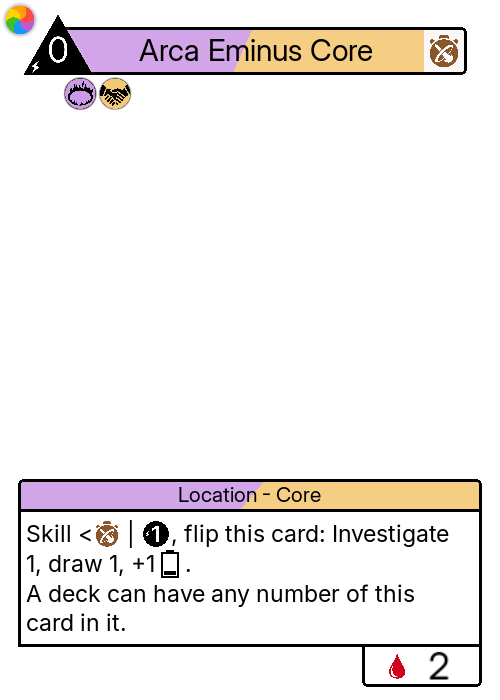 0 Arca Eminus Core
Location - Core
Skill < | 1, flip this card: Investigate
1, draw 1, +1 .
A deck can have any number of this
card in it.
2